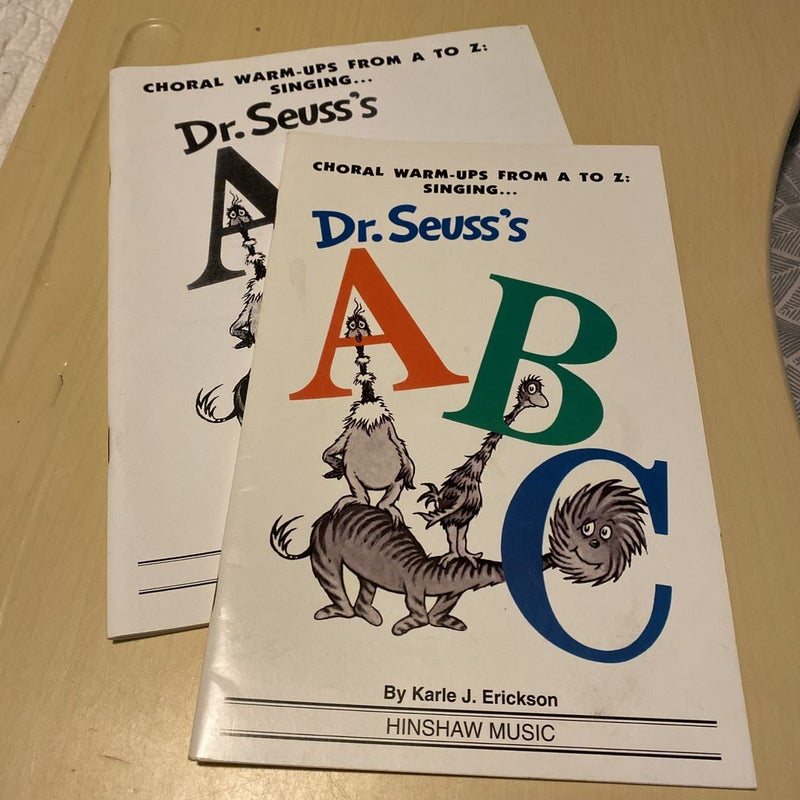 CHORAL WARM-UPS FROM A TO Z:
SINGING...
Dr. Seuss's
A
CHORAL WARM-UPS FROM A TO Z:
SINGING...
Dr. Seuss's
A B
C
By Karle J. Erickson
HINSHAW MUSIC